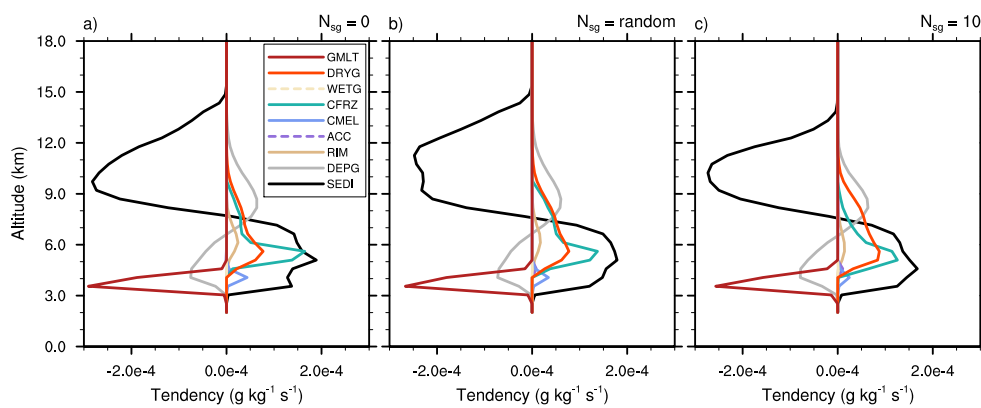 a) N_sg = 0
b) N_sg = random
c) N_sg = 10
18.0
15.0
12.0
9.0
6.0
3.0
0.0
Altitude (km)
GMLT
DRYG
WETG
CFRZ
CMEL
ACC
RIM
DEPG
SEDI
-2.0e-4 0.0e-4 2.0e-4
-2.0e-4 0.0e-4 2.0e-4
-2.0e-4 0.0e-4 2.0e-4
Tendency (g kg⁻¹ s⁻¹)
Tendency (g kg⁻¹ s⁻¹)
Tendency (g kg⁻¹ s⁻¹)